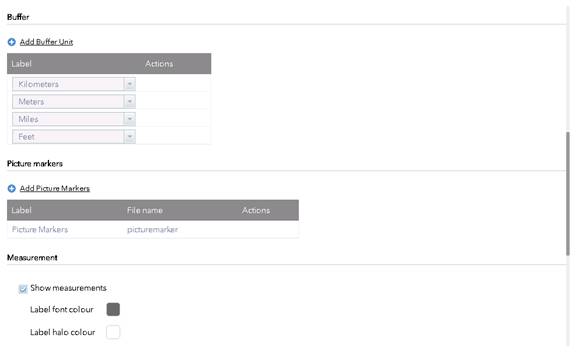 Buffer
Add Buffer Unit
Label Actions
Kilometers
Meters
Miles
Feet
Picture markers
Add Picture Markers
Label File name Actions
Picture Markers picturemarker
Measurement
Show measurements
Label font colour
Label halo colour